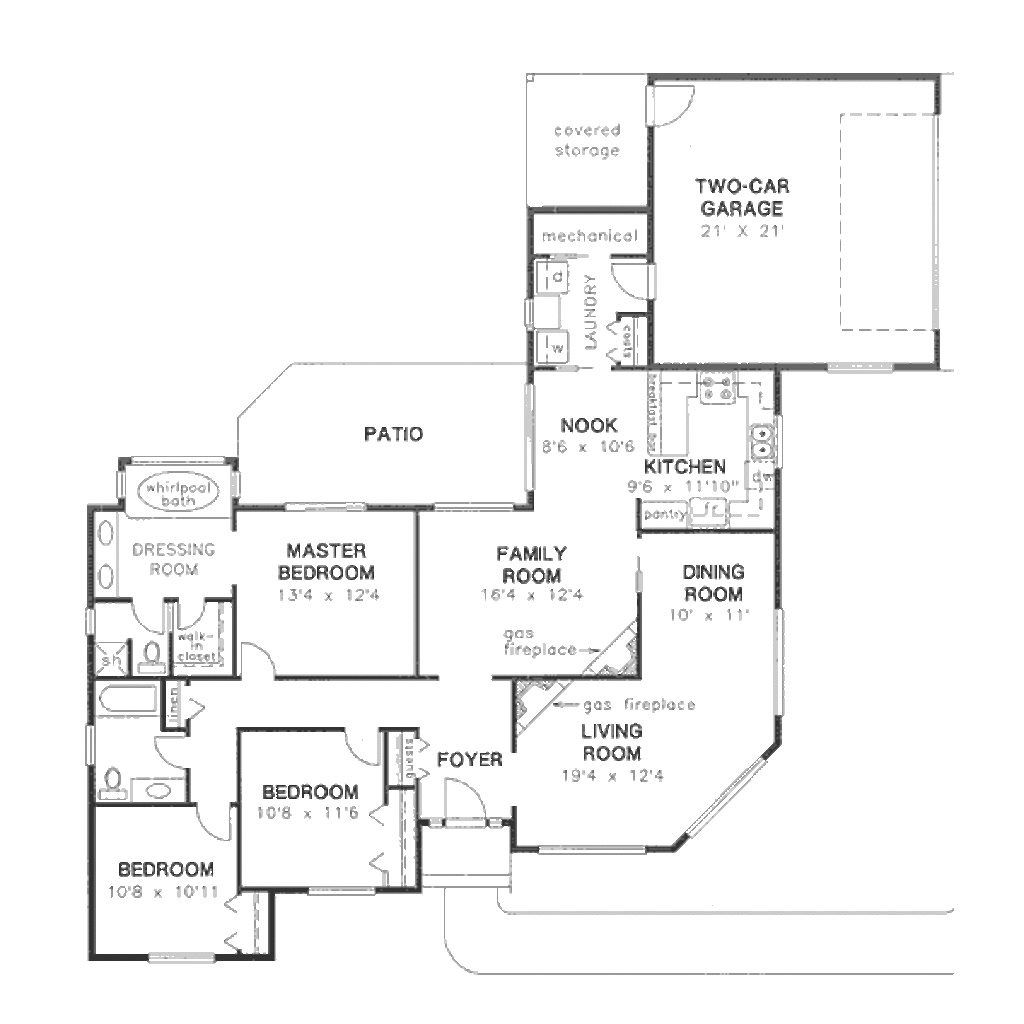 covered
storage
TWO-CAR
GARAGE
21' X 21'
mechanical
d
LAUNDRY
coats
w
breakfast bar
NOOK
8'6 x 10'6
PATIO
KITCHEN
9'6 x 11'10"
dw
whirlpool
bath
pantry
fr
DRESSING
ROOM
MASTER
BEDROOM
13'4 x 12'4
FAMILY
ROOM
16'4 x 12'4
DINING
ROOM
10' x 11'
walk-
in
closet
sh
gas
fireplace
linen
gas fireplace
LIVING
ROOM
19'4 x 12'4
guests
FOYER
BEDROOM
10'8 x 11'6
BEDROOM
10'8 x 10'11